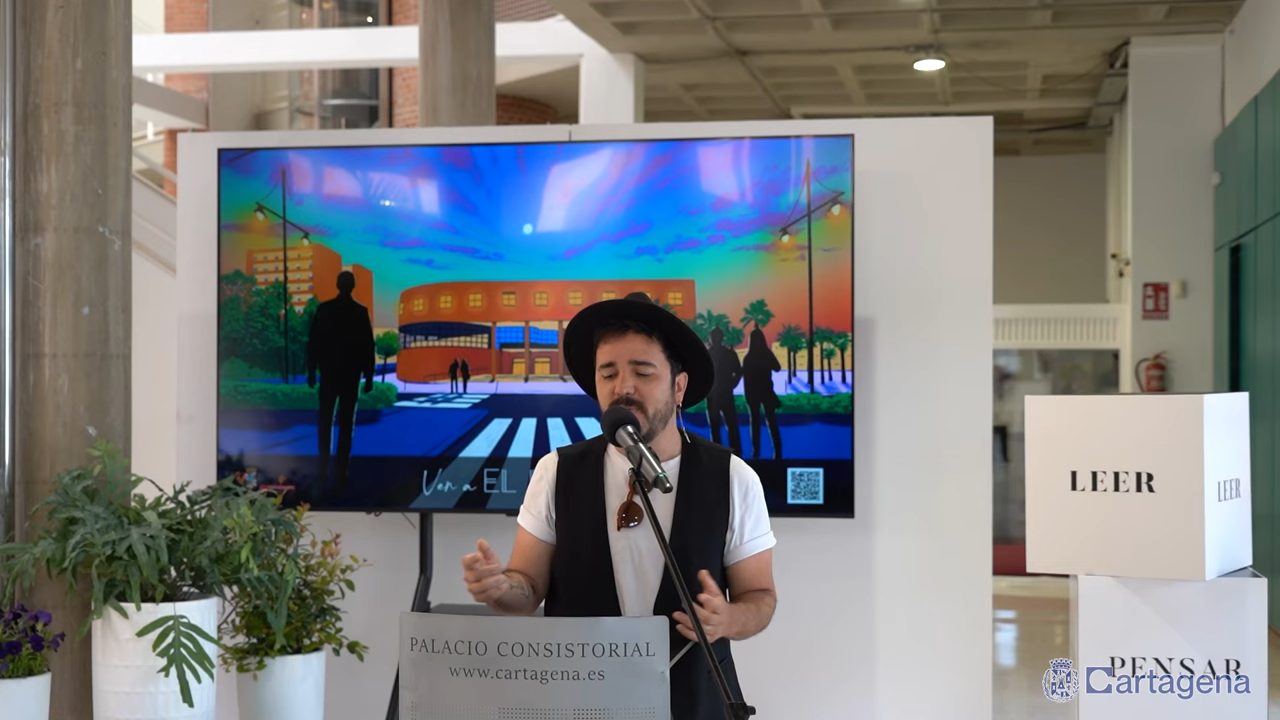 Ven a EL
LEER
LEER
PALACIO CONSISTORIAL
www.cartagena.es
PENSAR
Cartagena